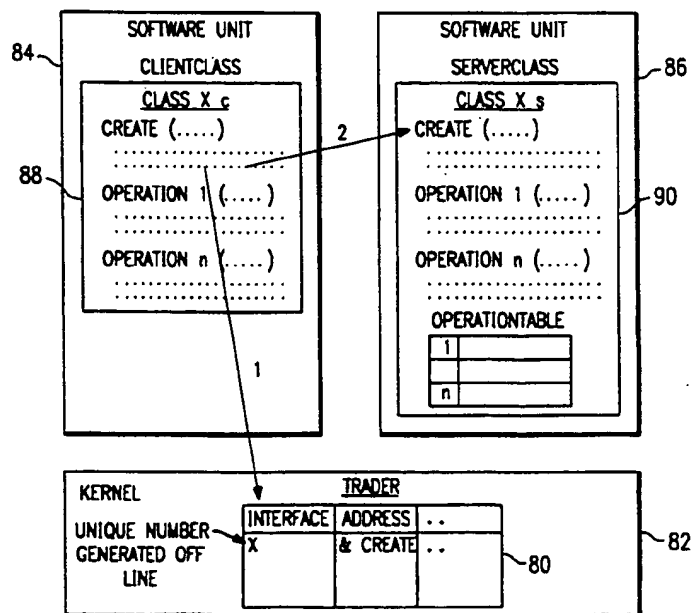 SOFTWARE UNIT
CLIENTCLASS
84
CLASS X c
CREATE (.....)
88
OPERATION 1 (.....)
OPERATION n (.....)
2
SOFTWARE UNIT
SERVERCLASS
86
CLASS X s
CREATE (.....)
OPERATION 1 (.....)
90
OPERATION n (.....)
OPERATIONTABLE
1
n
1
KERNEL
TRADER
UNIQUE NUMBER
GENERATED OFF
LINE
INTERFACE ADDRESS ..
X & CREATE ..
80
82